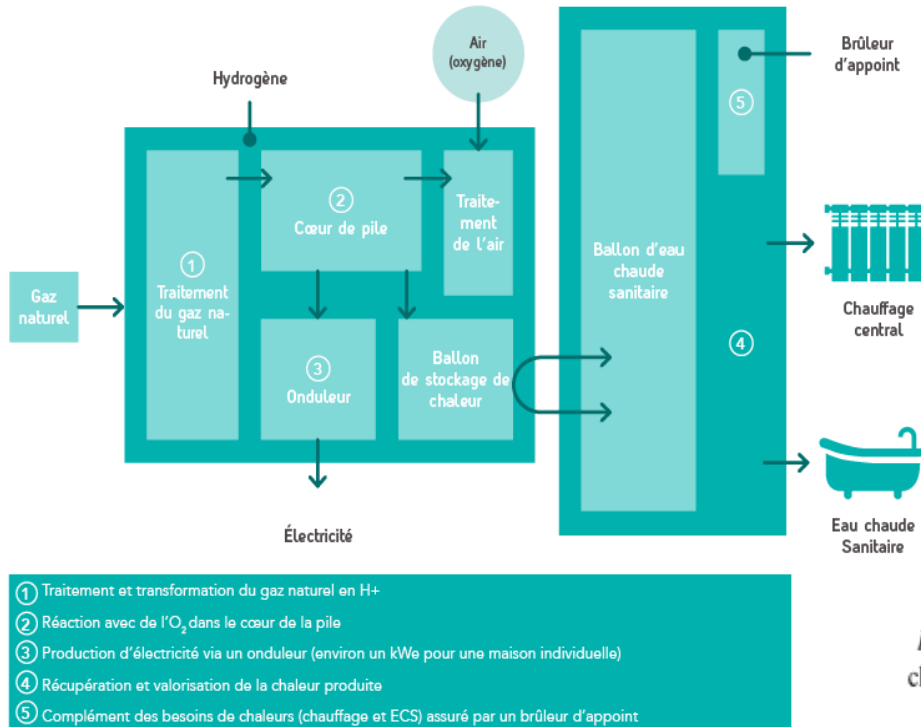 Air
(oxygène)
Brûleur
d'appoint
Hydrogène
⑤
②
Cœur de pile
Traite-
ment
de l'air
①
Traitement
du gaz na-
turel
Gaz
naturel
Ballon d'eau
chaude
sanitaire
Chauffage
central
③
Onduleur
Ballon
de stockage de
chaleur
④
Électricité
Eau chaude
Sanitaire
① Traitement et transformation du gaz naturel en H+
② Réaction avec de l'O₂ dans le cœur de la pile
③ Production d'électricité via un onduleur (environ un kWe pour une maison individuelle)
④ Récupération et valorisation de la chaleur produite
⑤ Complément des besoins de chaleurs (chauffage et ECS) assuré par un brûleur d'appoint